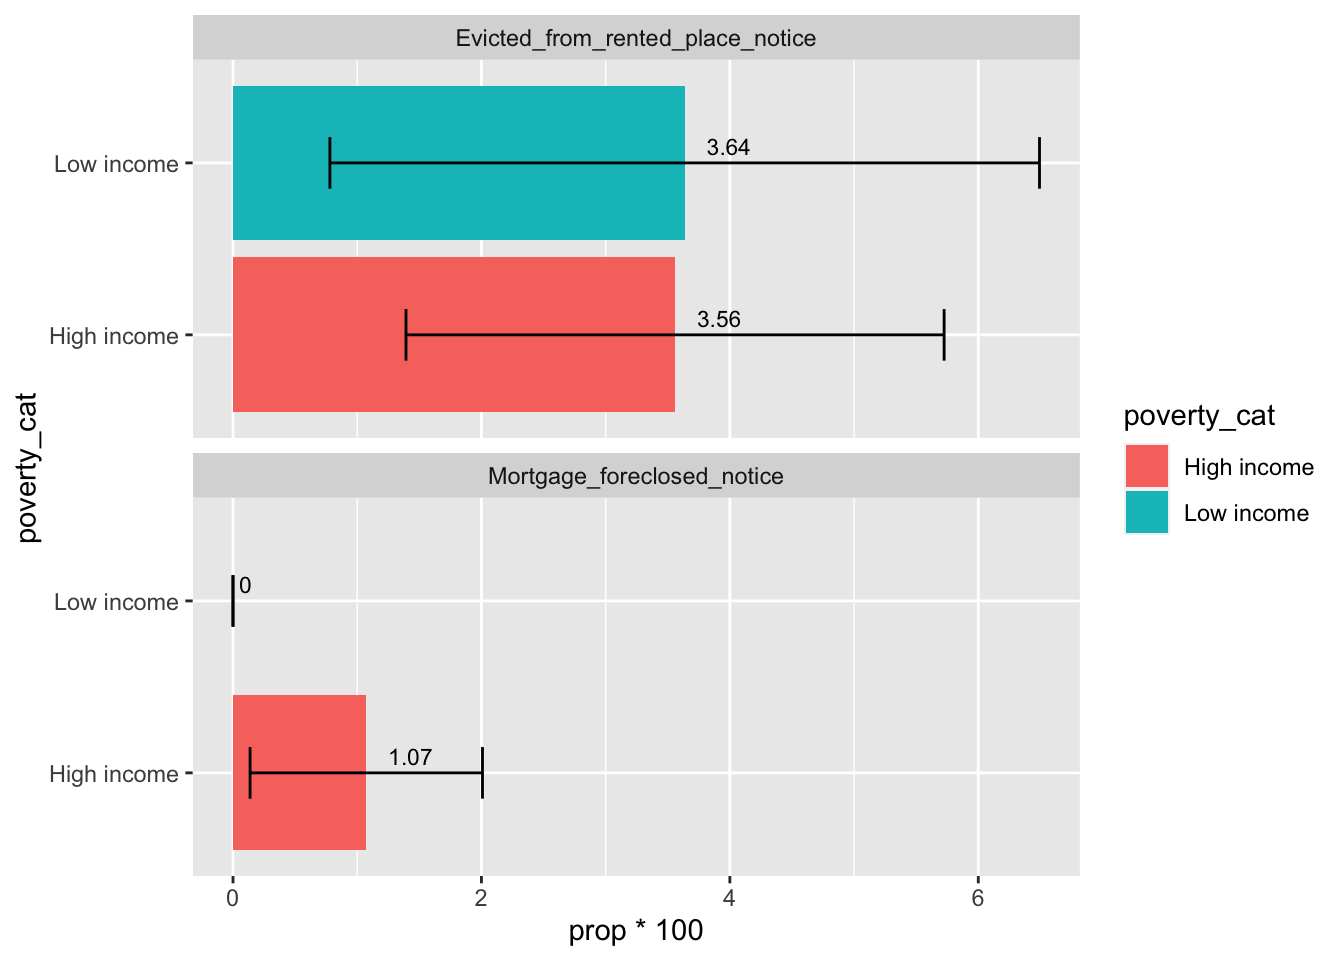 Evicted_from_rented_place_notice
Low income
3.64
High income
3.56
Mortgage_foreclosed_notice
Low income
0
High income
1.07
0 2 4 6
prop * 100
poverty_cat
poverty_cat
High income
Low income